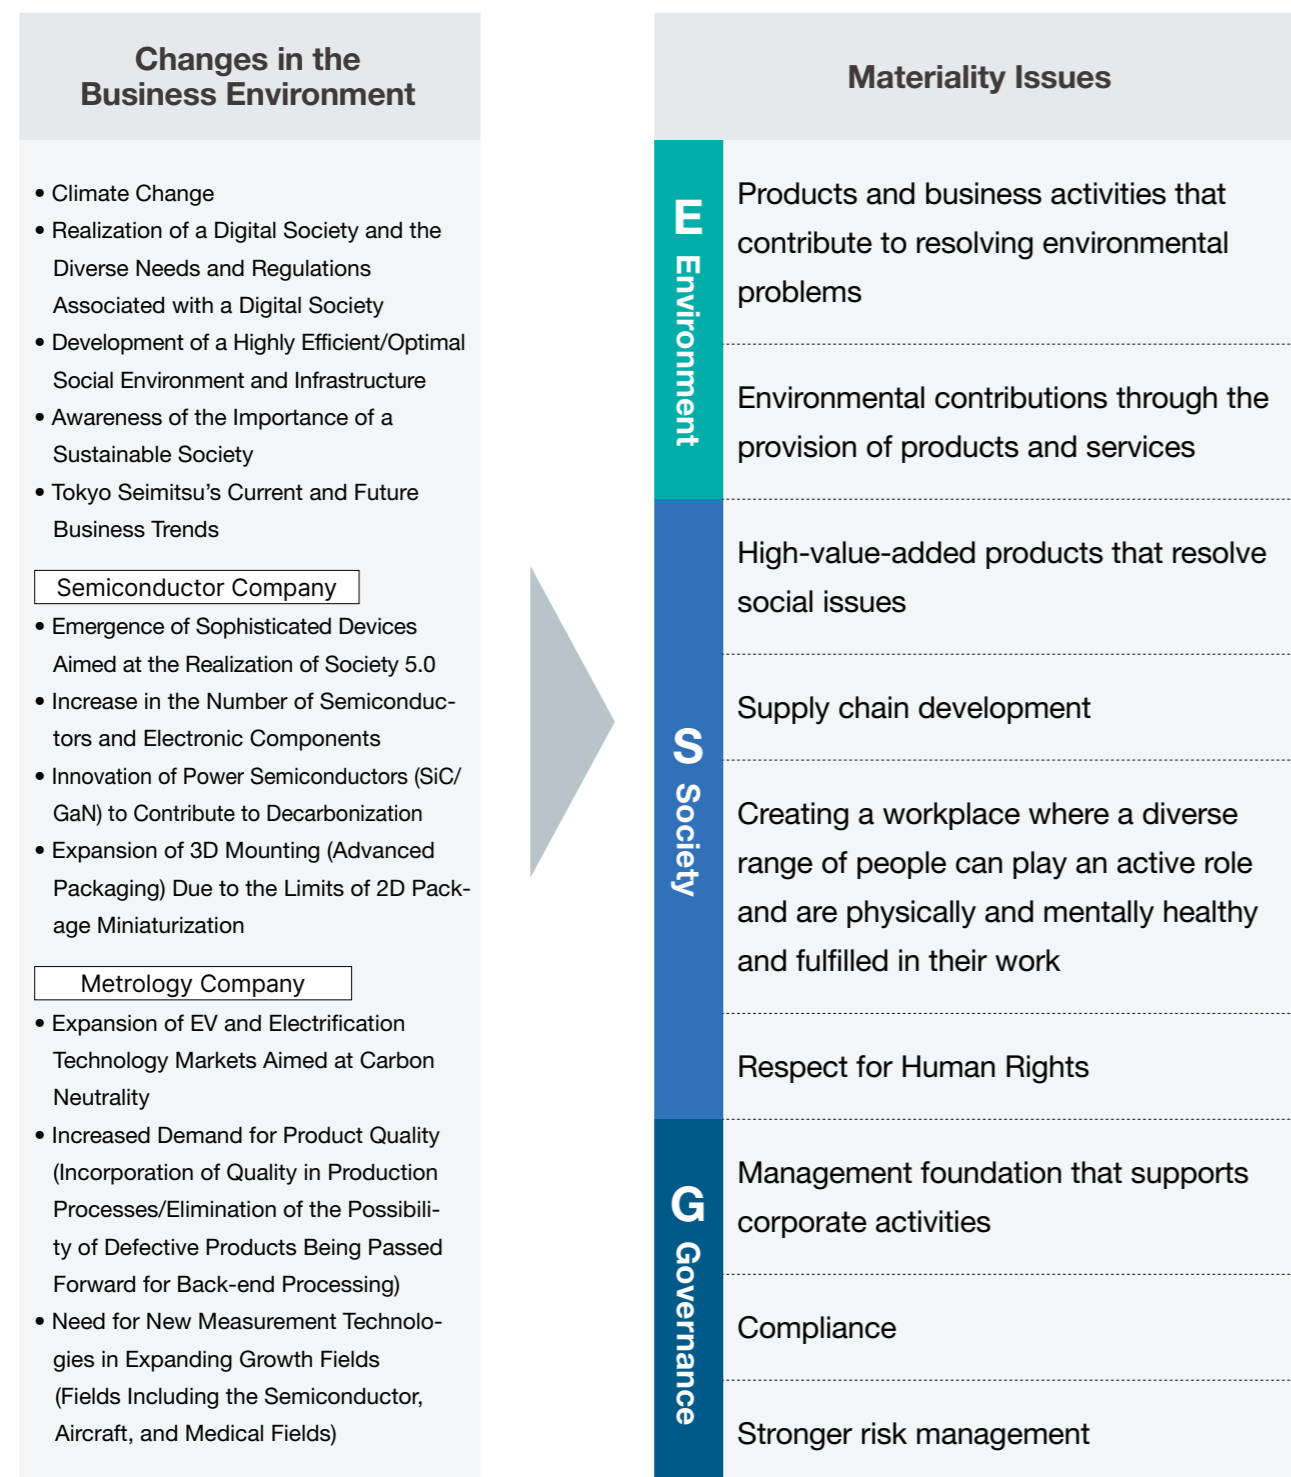 Changes in the
Business Environment
• Climate Change
• Realization of a Digital Society and the
Diverse Needs and Regulations
Associated with a Digital Society
• Development of a Highly Efficient/Optimal
Social Environment and Infrastructure
• Awareness of the Importance of a
Sustainable Society
• Tokyo Seimitsu’s Current and Future
Business Trends
Semiconductor Company
• Emergence of Sophisticated Devices
Aimed at the Realization of Society 5.0
• Increase in the Number of Semiconduc-
tors and Electronic Components
• Innovation of Power Semiconductors (SiC/
GaN) to Contribute to Decarbonization
• Expansion of 3D Mounting (Advanced
Packaging) Due to the Limits of 2D Pack-
age Miniaturization
Metrology Company
• Expansion of EV and Electrification
Technology Markets Aimed at Carbon
Neutrality
• Increased Demand for Product Quality
(Incorporation of Quality in Production
Processes/Elimination of the Possibili-
ty of Defective Products Being Passed
Forward for Back-end Processing)
• Need for New Measurement Technolo-
gies in Expanding Growth Fields
(Fields Including the Semiconductor,
Aircraft, and Medical Fields)
Materiality Issues
E Environment
Products and business activities that
contribute to resolving environmental
problems
Environmental contributions through the
provision of products and services
S Society
High-value-added products that resolve
social issues
Supply chain development
Creating a workplace where a diverse
range of people can play an active role
and are physically and mentally healthy
and fulfilled in their work
Respect for Human Rights
G Governance
Management foundation that supports
corporate activities
Compliance
Stronger risk management